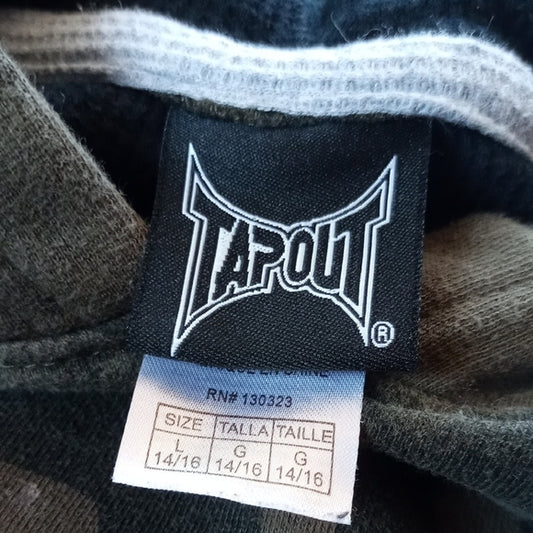 TAPOUT
®
RN# 130323
SIZE TALLA TAILLE
L G G
14/16 14/16 14/16